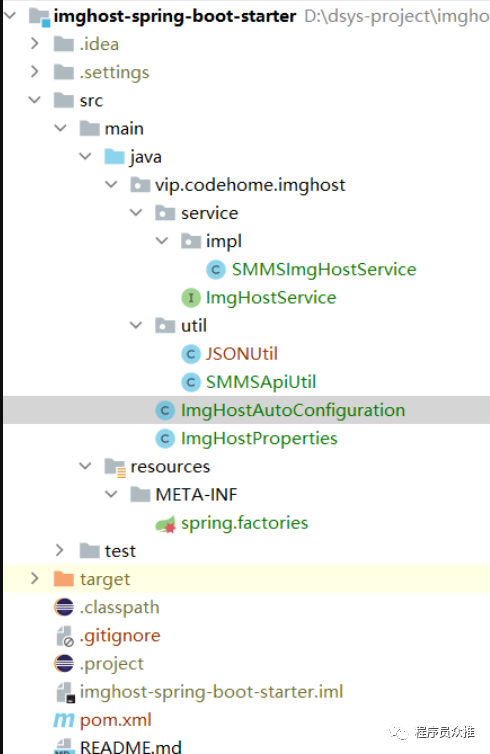 imghost-spring-boot-starter D:\dsys-project\imgho
.idea
.settings
src
main
java
vip.codehome.imghost
service
impl
C SMMSImgHostService
I ImgHostService
util
C JSONUtil
C SMMSApiUtil
C ImgHostAutoConfiguration
C ImgHostProperties
resources
META-INF
spring.factories
test
target
.classpath
.gitignore
.project
imghost-spring-boot-starter.iml
m pom.xml
MD README.md
程序员众推